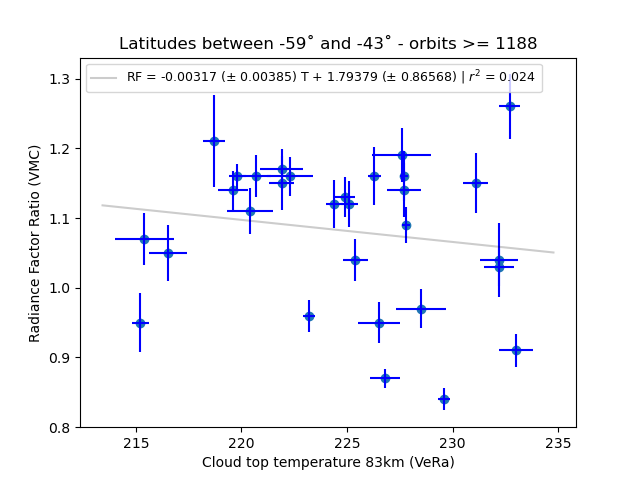 Latitudes between -59˚ and -43˚ - orbits >= 1188
RF = -0.00317 (± 0.00385) T + 1.79379 (± 0.86568) | r² = 0.024
Radiance Factor Ratio (VMC)
1.3
1.2
1.1
1.0
0.9
0.8
215 220 225 230 235
Cloud top temperature 83km (VeRa)